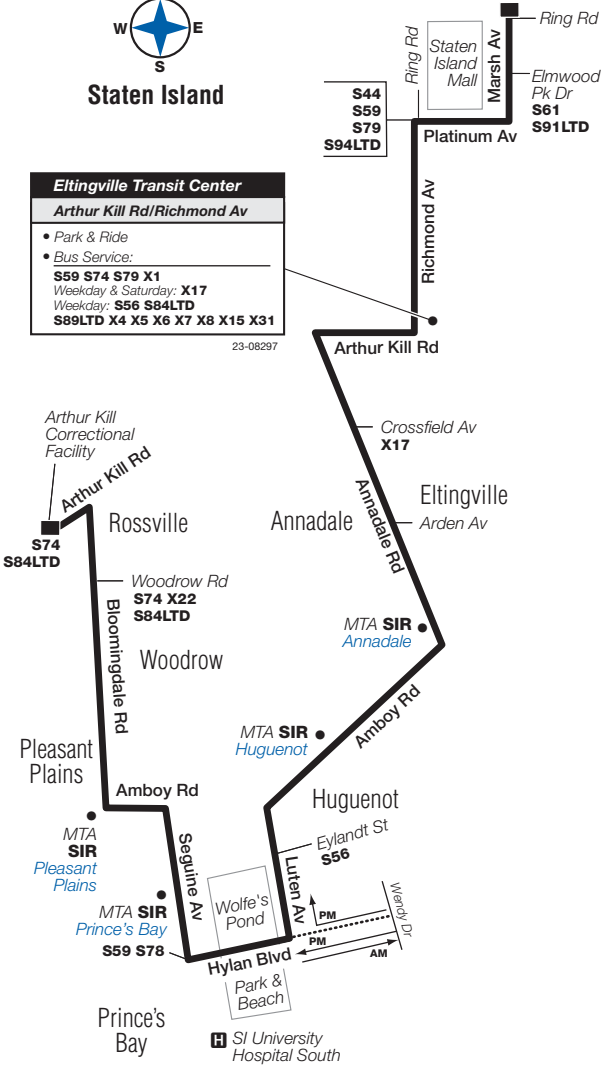 W E
S
Staten Island
Ring Rd
Ring Rd
Staten
Island
Mall
Marsh Av
Elmwood
Pk Dr
S61
S91LTD
S44
S59
S79
S94LTD
Platinum Av
Richmond Av
Eltingville Transit Center
Arthur Kill Rd/Richmond Av
• Park & Ride
• Bus Service:
S59 S74 S79 X1
Weekday & Saturday: X17
Weekday: S56 S84LTD
S89LTD X4 X5 X6 X7 X8 X15 X31
23-08297
Arthur Kill Rd
Arthur Kill
Correctional
Facility
Arthur Kill Rd
S74
S84LTD
Rossville
Crossfield Av
X17
Annadale
Annadale Rd
Eltingville
Arden Av
Woodrow Rd
S74 X22
S84LTD
Bloomingdale Rd
Woodrow
MTA SIR
Annadale
Amboy Rd
MTA SIR
Huguenot
Pleasant
Plains
Amboy Rd
Huguenot
MTA
SIR
Pleasant
Plains
Seguine Av
Eylandt St
S56
Luten Av
MTA SIR
Prince's Bay
S59 S78
Wolfe's
Pond
Park &
Beach
Hylan Blvd
PM
PM
AM
Wendy Dr
Prince's
Bay
H SI University
Hospital South